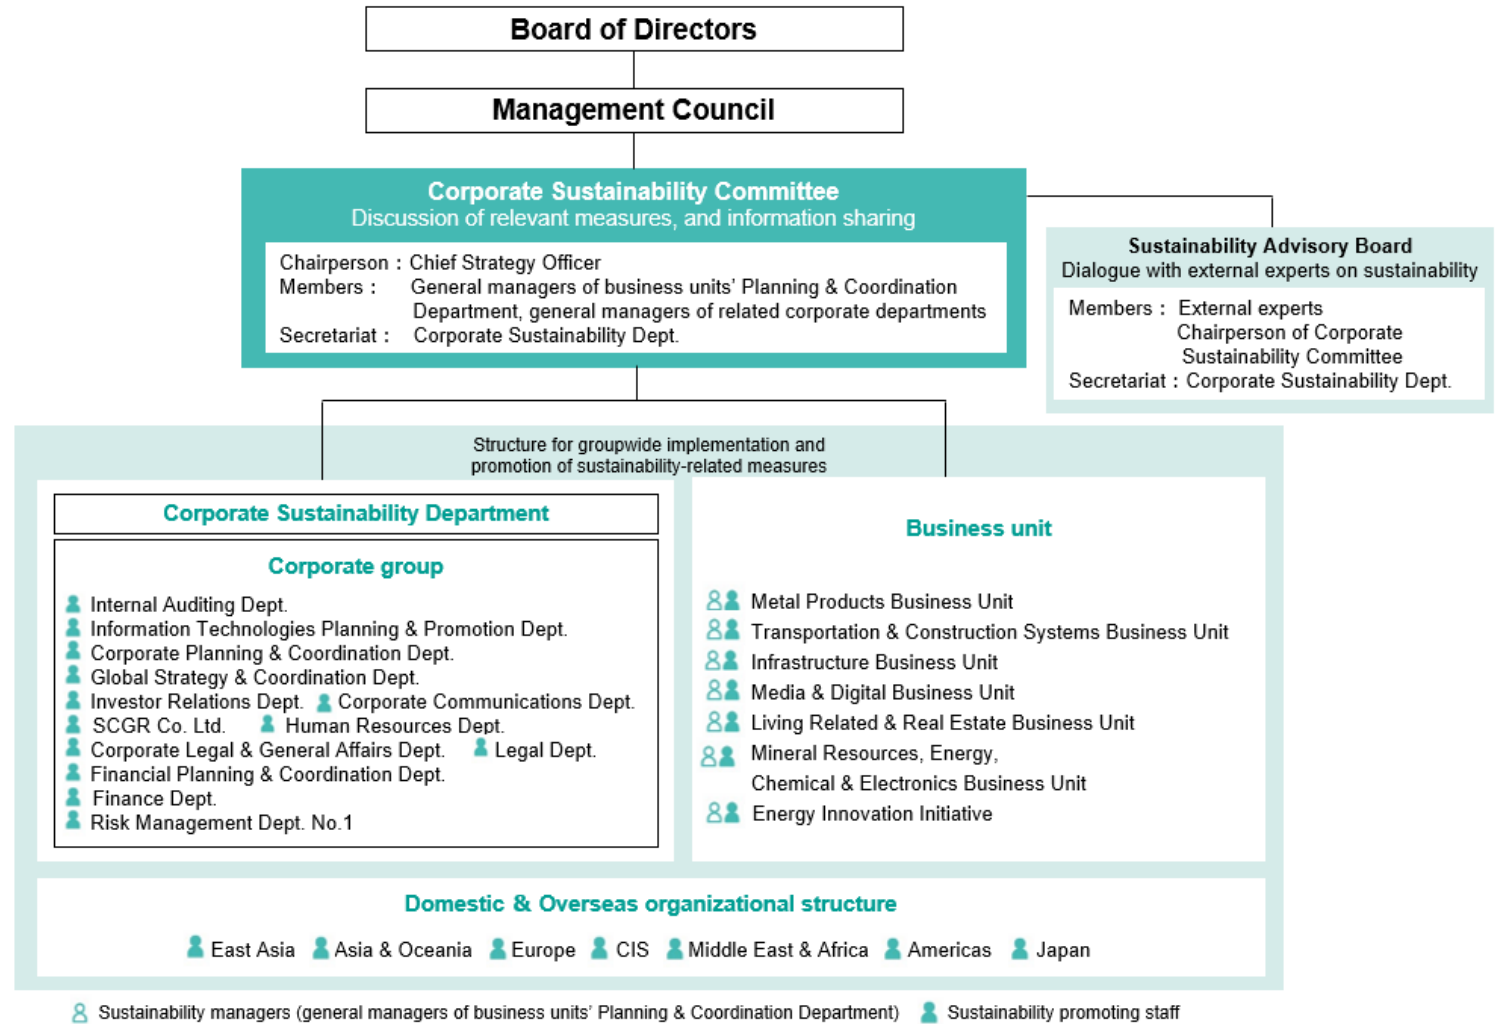 Board of Directors
Management Council
Corporate Sustainability Committee
Discussion of relevant measures, and information sharing
Chairperson : Chief Strategy Officer
Members : General managers of business units’ Planning & Coordination
Department, general managers of related corporate departments
Secretariat : Corporate Sustainability Dept.
Sustainability Advisory Board
Dialogue with external experts on sustainability
Members : External experts
Chairperson of Corporate
Sustainability Committee
Secretariat : Corporate Sustainability Dept.
Structure for groupwide implementation and
promotion of sustainability-related measures
Corporate Sustainability Department
Corporate group
Internal Auditing Dept.
Information Technologies Planning & Promotion Dept.
Corporate Planning & Coordination Dept.
Global Strategy & Coordination Dept.
Investor Relations Dept. Corporate Communications Dept.
SCGR Co. Ltd. Human Resources Dept.
Corporate Legal & General Affairs Dept. Legal Dept.
Financial Planning & Coordination Dept.
Finance Dept.
Risk Management Dept. No.1
Business unit
Metal Products Business Unit
Transportation & Construction Systems Business Unit
Infrastructure Business Unit
Media & Digital Business Unit
Living Related & Real Estate Business Unit
Mineral Resources, Energy,
Chemical & Electronics Business Unit
Energy Innovation Initiative
Domestic & Overseas organizational structure
East Asia Asia & Oceania Europe CIS Middle East & Africa Americas Japan
Sustainability managers (general managers of business units’ Planning & Coordination Department) Sustainability promoting staff